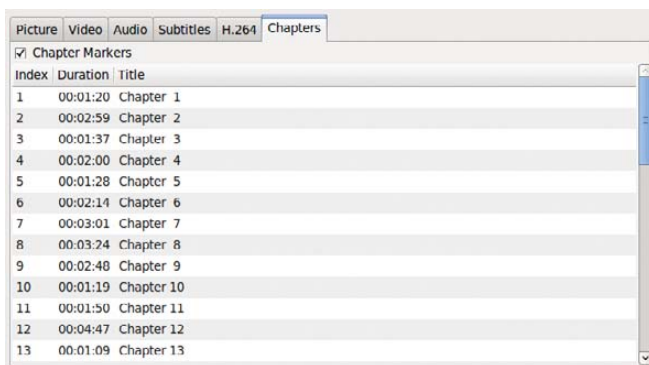 Picture Video Audio Subtitles H.264 Chapters
Chapter Markers
Index Duration Title
1 00:01:20 Chapter 1
2 00:02:59 Chapter 2
3 00:01:37 Chapter 3
4 00:02:00 Chapter 4
5 00:01:28 Chapter 5
6 00:02:14 Chapter 6
7 00:03:01 Chapter 7
8 00:03:24 Chapter 8
9 00:02:48 Chapter 9
10 00:01:19 Chapter 10
11 00:01:50 Chapter 11
12 00:04:47 Chapter 12
13 00:01:09 Chapter 13